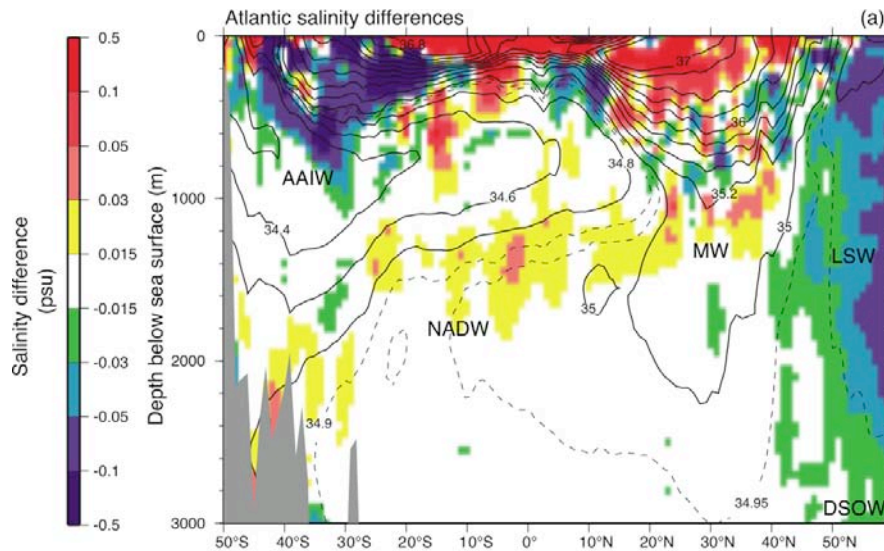 Atlantic salinity differences (a)
Salinity difference
(psu)
0.5
0.1
0.05
0.03
0.015
-0.015
-0.03
-0.05
-0.1
-0.5
Depth below sea surface (m)
0
1000
2000
3000
36.8
37
36
35.2
35
34.8
34.6
34.4
35
34.9
34.95
AAIW
MW
LSW
NADW
DSOW
50°S 40°S 30°S 20°S 10°S 0° 10°N 20°N 30°N 40°N 50°N